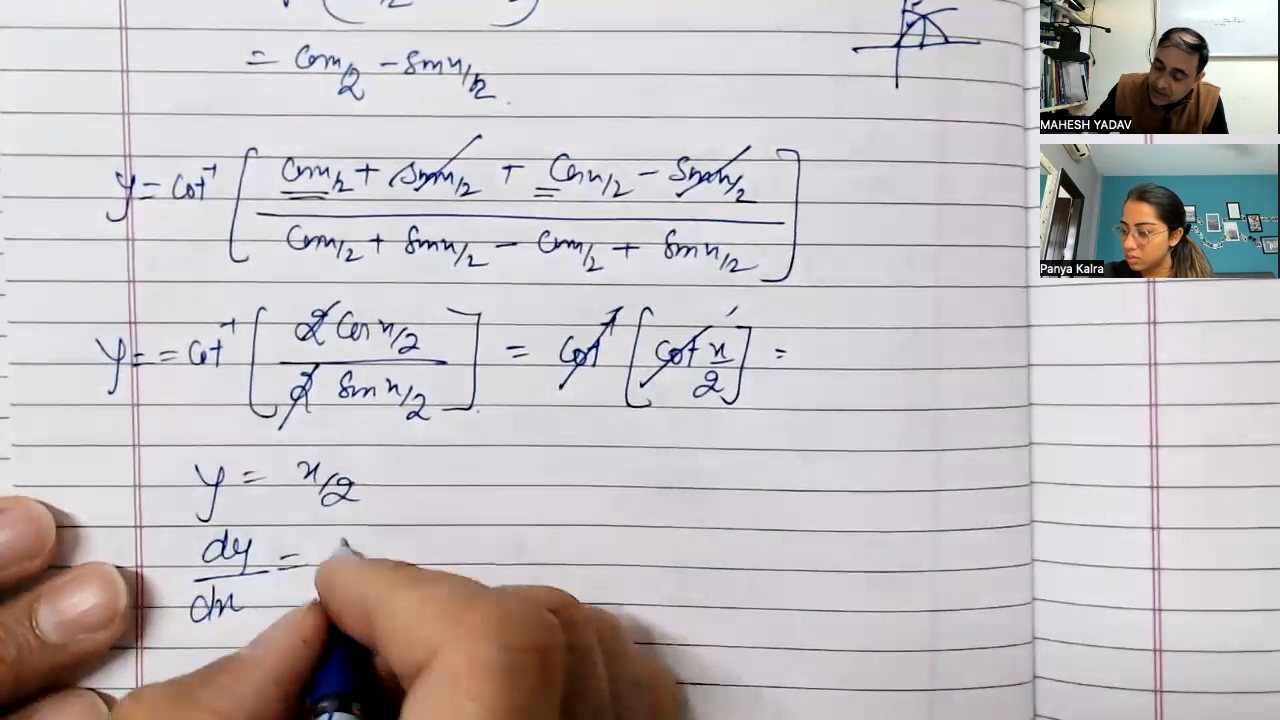 = Cos x/2 - Sin x/2.
y = Cot⁻¹ [ (Cos x/2 + Sin x/2 + Cos x/2 - Sin x/2) / (Cos x/2 + Sin x/2 - Cos x/2 + Sin x/2) ]
y = = Cot⁻¹ [ (2 Cos x/2) / (2 Sin x/2) ] = Cot⁻¹ [ cot x/2 ] =
y = x/2
dy/dx =
MAHESH YADAV
Panya Kalra